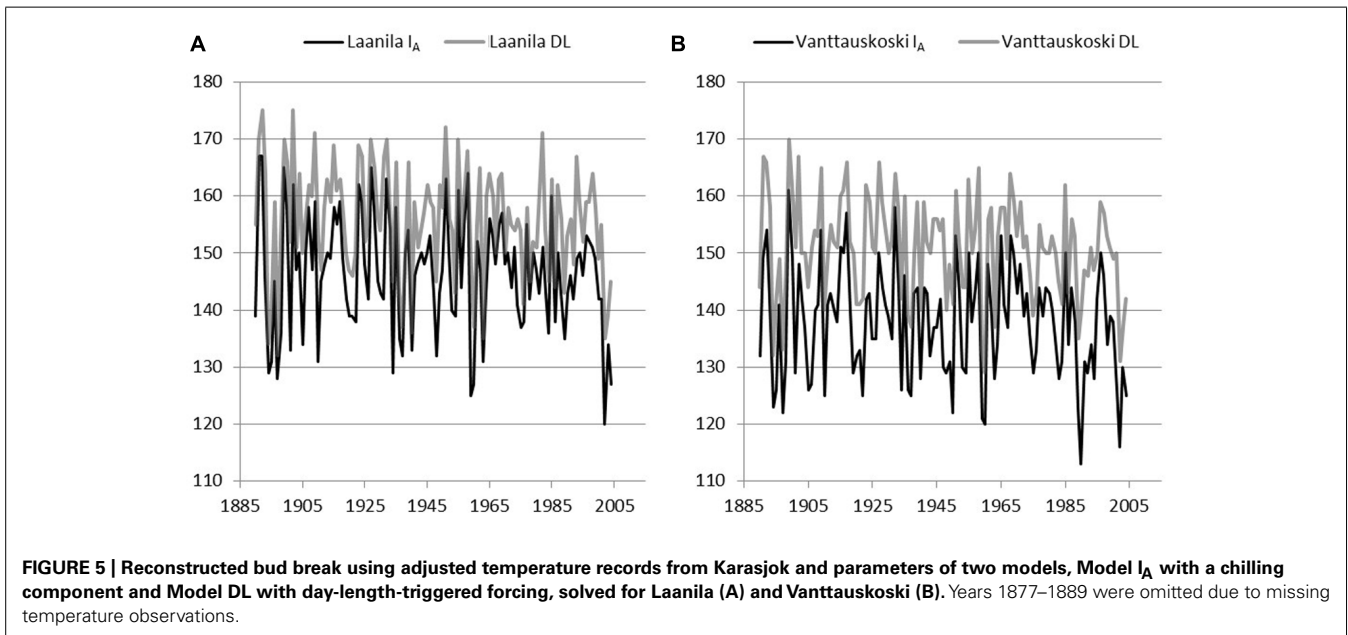 A
Laanila IA
Laanila DL
180
170
160
150
140
130
120
110
1885 1905 1925 1945 1965 1985 2005
B
Vanttauskoski IA
Vanttauskoski DL
180
170
160
150
140
130
120
110
1885 1905 1925 1945 1965 1985 2005
FIGURE 5 | Reconstructed bud break using adjusted temperature records from Karasjok and parameters of two models, Model IA with a chilling
component and Model DL with day-length-triggered forcing, solved for Laanila (A) and Vanttauskoski (B). Years 1877–1889 were omitted due to missing
temperature observations.